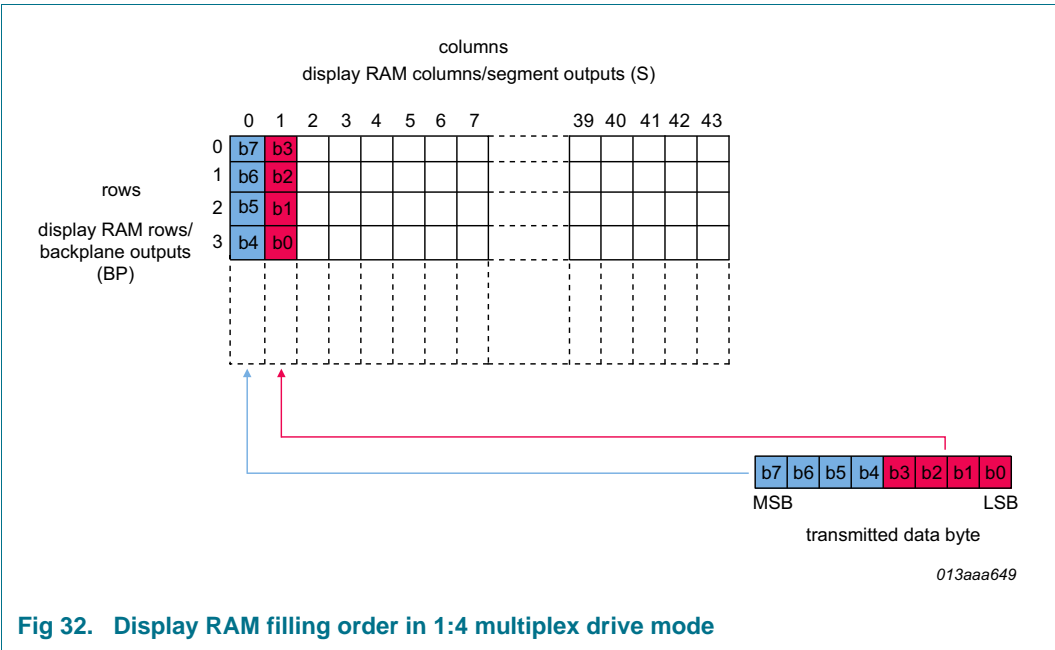 columns
display RAM columns/segment outputs (S)
0 1 2 3 4 5 6 7 39 40 41 42 43
0 b7 b3
1 b6 b2
rows
2 b5 b1
display RAM rows/
3 b4 b0
backplane outputs
(BP)
b7 b6 b5 b4 b3 b2 b1 b0
MSB LSB
transmitted data byte
013aaa649
Fig 32. Display RAM filling order in 1:4 multiplex drive mode